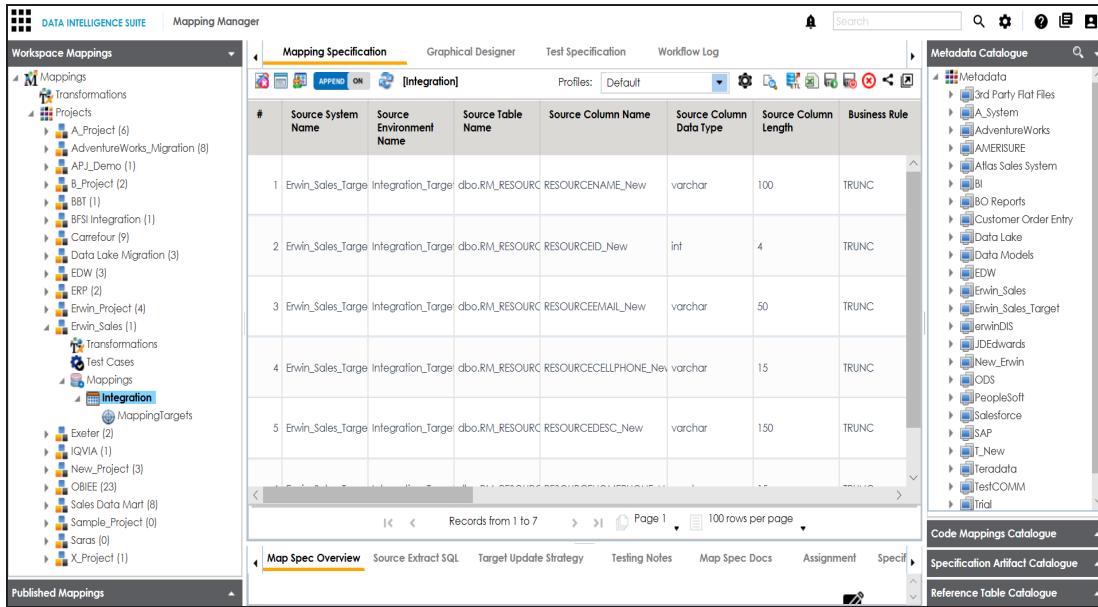 DATA INTELLIGENCE SUITE Mapping Manager Search
Workspace Mappings
Mappings
Transformations
Projects
A_Project (6)
AdventureWorks_Migration (8)
APJ_Demo (1)
B_Project (2)
BBT (1)
BFSI Integration (1)
Carrefour (9)
Data Lake Migration (3)
EDW (3)
ERP (2)
Erwin_Project (4)
Erwin_Sales (1)
Transformations
Test Cases
Mappings
Integration
MappingTargets
Exeter (2)
IQVIA (1)
New_Project (3)
OBIEE (23)
Sales Data Mart (8)
Sample_Project (0)
Saras (0)
X_Project (1)
Published Mappings
Mapping Specification Graphical Designer Test Specification Workflow Log
APPEND ON [Integration] Profiles: Default
# Source System Name Source Environment Name Source Table Name Source Column Name Source Column Data Type Source Column Length Business Rule
1 Erwin_Sales_Targe Integration_Targe dbo.RM_RESOURC RESOURCENAME_New varchar 100 TRUNC
2 Erwin_Sales_Targe Integration_Targe dbo.RM_RESOURC RESOURCEID_New int 4 TRUNC
3 Erwin_Sales_Targe Integration_Targe dbo.RM_RESOURC RESOURCEEMAIL_New varchar 50 TRUNC
4 Erwin_Sales_Targe Integration_Targe dbo.RM_RESOURC RESOURCECELLPHONE_New varchar 15 TRUNC
5 Erwin_Sales_Targe Integration_Targe dbo.RM_RESOURC RESOURCEDESC_New varchar 150 TRUNC
Records from 1 to 7 Page 1 100 rows per page
Map Spec Overview Source Extract SQL Target Update Strategy Testing Notes Map Spec Docs Assignment Specif
Metadata Catalogue
Metadata
3rd Party Flat Files
A_System
AdventureWorks
AMERISURE
Atlas Sales System
BI
BO Reports
Customer Order Entry
Data Lake
Data Models
EDW
Erwin_Sales
Erwin_Sales_Target
erwinDIS
JDEdwards
New_Erwin
ODS
PeopleSoft
Salesforce
SAP
T_New
Teradata
TestCOMM
Trial
Code Mappings Catalogue
Specification Artifact Catalogue
Reference Table Catalogue